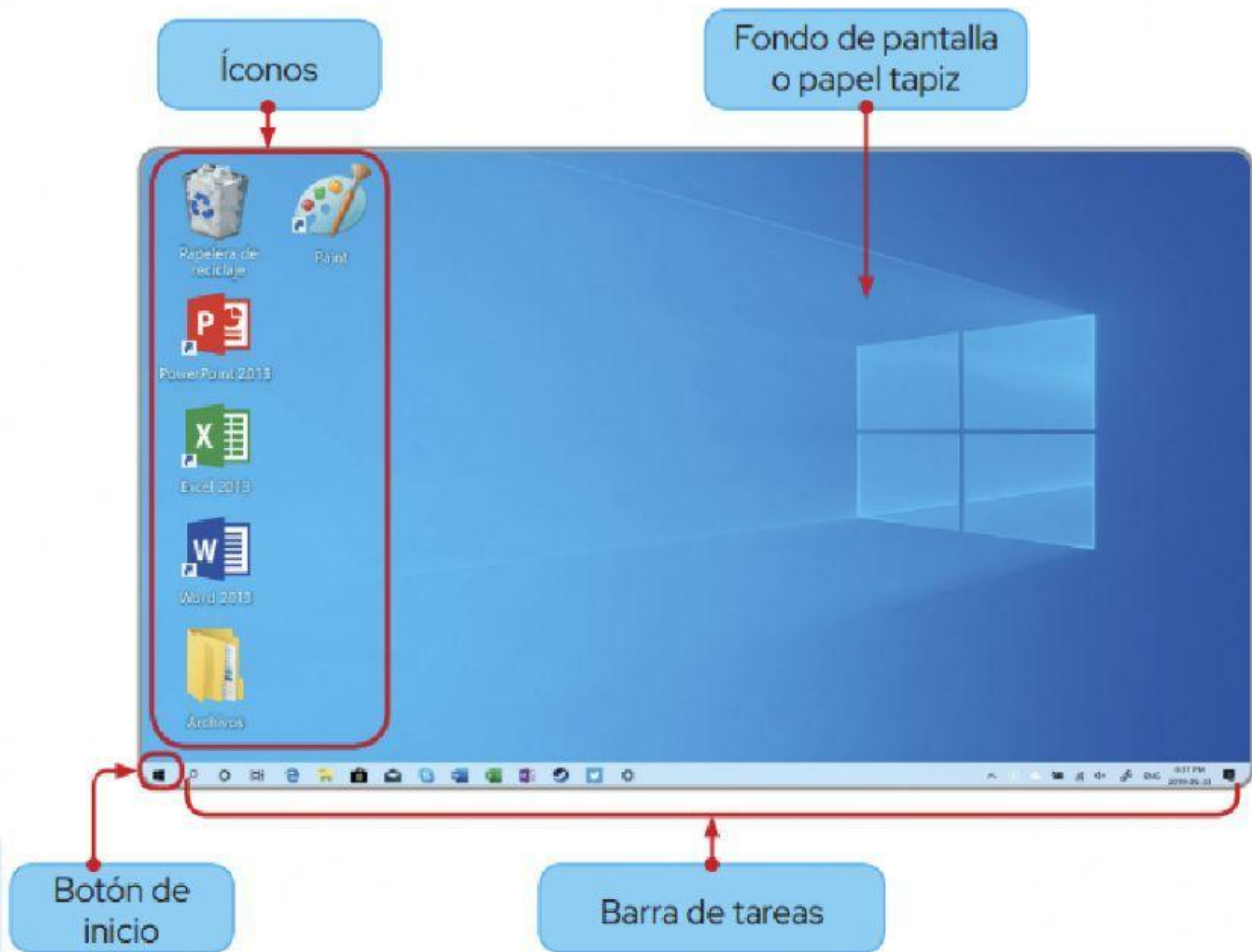 Íconos
Fondo de pantalla
o papel tapiz
Papelera de
reciclaje
Paint
PowerPoint 2013
Excel 2013
Word 2013
Archivos
ENG
Botón de
inicio
Barra de tareas